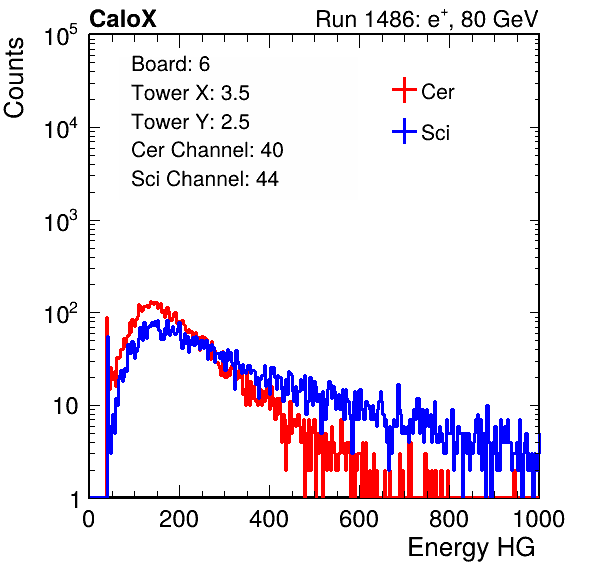 CaloX Run 1486: e⁺, 80 GeV
Counts
Board: 6
Tower X: 3.5
Tower Y: 2.5
Cer Channel: 40
Sci Channel: 44
Cer
Sci
10⁵
10⁴
10³
10²
10
1
0 200 400 600 800 1000
Energy HG